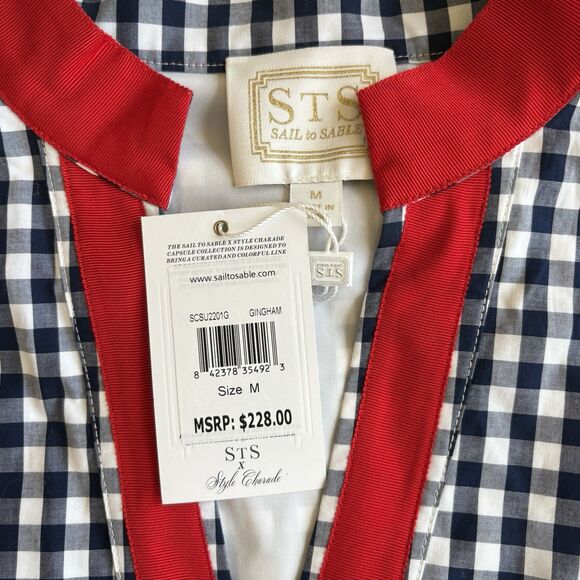 STS
SAIL to SABLE
M
IN
THE SAIL TO SABLE X STYLE CHARADE
CAPSULE COLLECTION IS DESIGNED TO
BRING A CURATED AND COLORFUL LINE
www.sailtosable.com
STS
SCSU2201G GINGHAM
8 42378 35492 3
Size M
MSRP: $228.00
STS
X
Style Charade